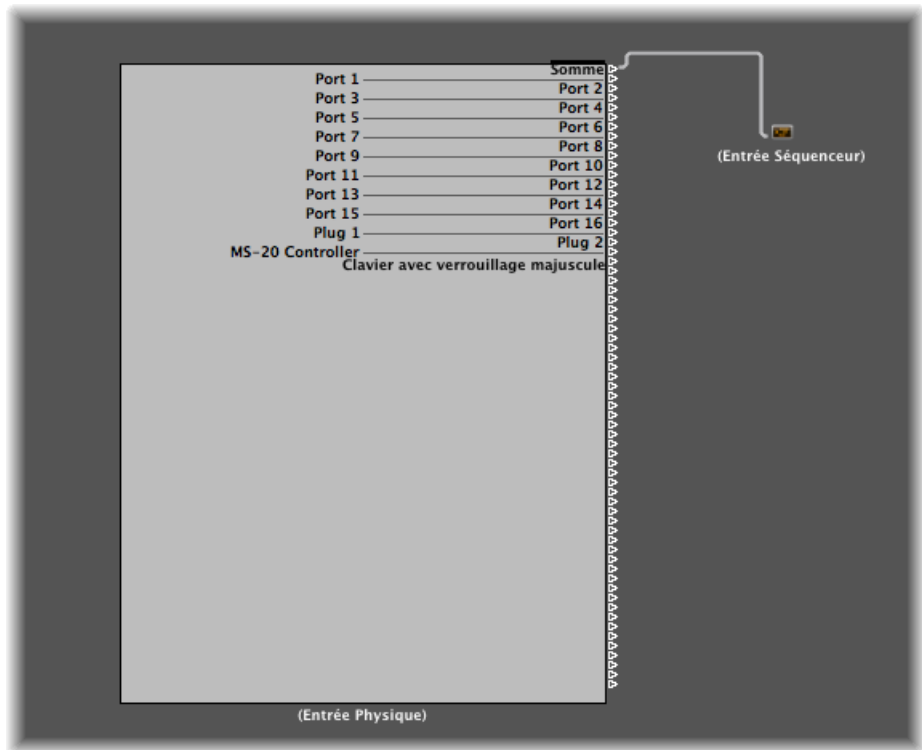 Somme
Port 1
Port 2
Port 3
Port 4
Port 5
Port 6
Port 7
Port 8
Port 9
Port 10
Port 11
Port 12
Port 13
Port 14
Port 15
Port 16
Plug 1
Plug 2
MS-20 Controller
Clavier avec verrouillage majuscule
(Entrée Séquenceur)
(Entrée Physique)